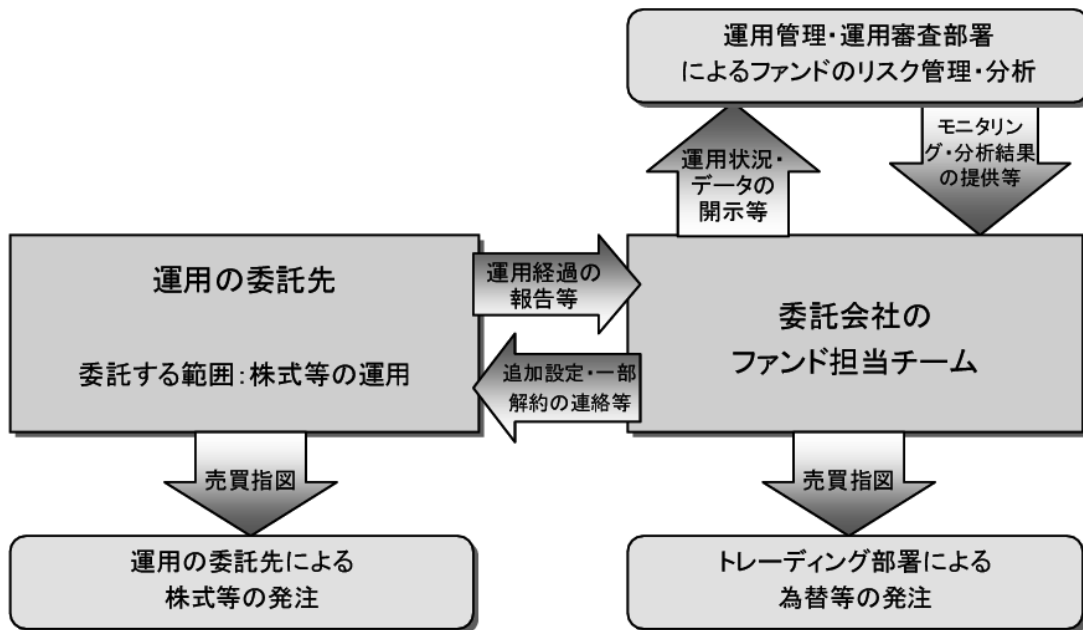 運用管理・運用審査部署
によるファンドのリスク管理・分析
運用状況・
データの
開示等
モニタリン
グ・分析結果
の提供等
運用の委託先
委託する範囲：株式等の運用
運用経過の
報告等
追加設定・一部
解約の連絡等
委託会社の
ファンド担当チーム
売買指図
売買指図
運用の委託先による
株式等の発注
トレーディング部署による
為替等の発注